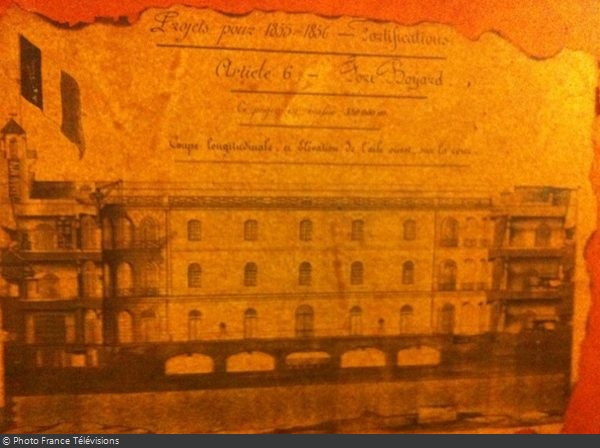 Projets pour 1855-1856 - Fortifications
Article 6 - Fort Boyard
Coupe longitudinale, et Elévation de l'aile ouest, sur la cour.
© Photo France Télévisions